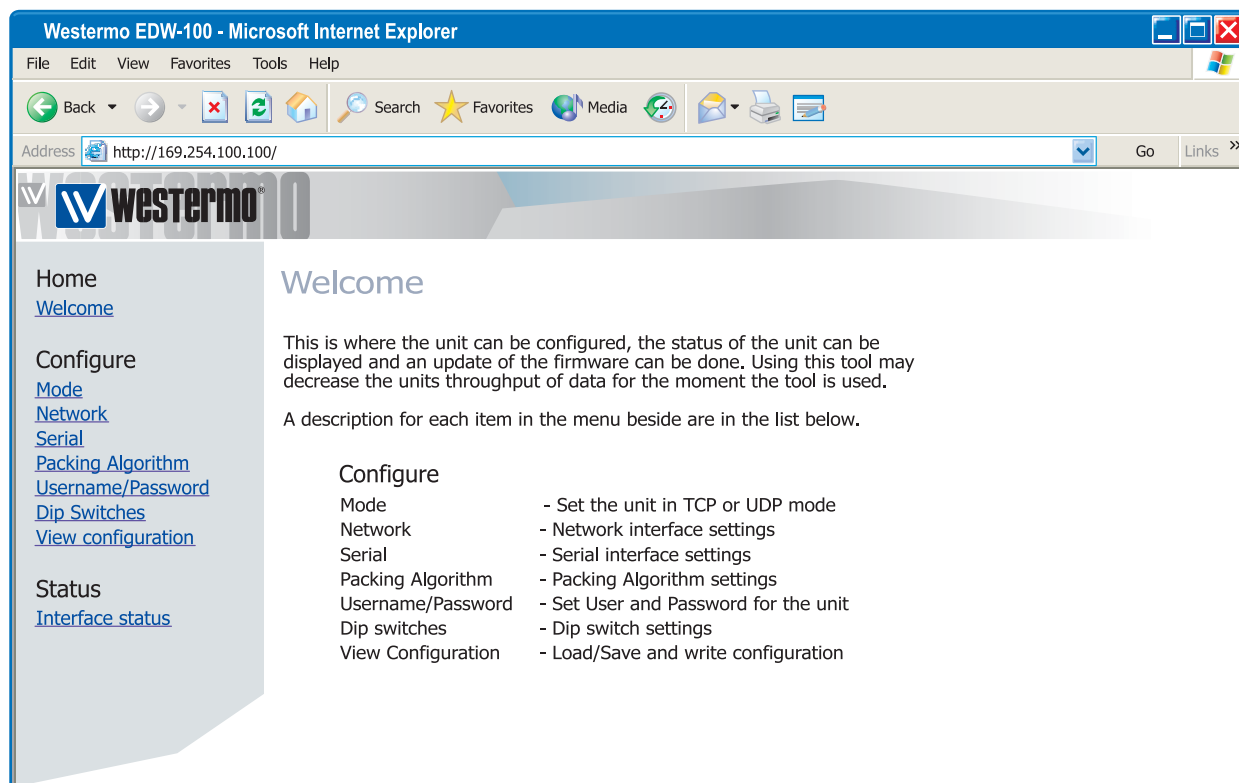 Westermo EDW-100 - Microsoft Internet Explorer
File Edit View Favorites Tools Help
Back Search Favorites Media
Address http://169.254.100.100/ Go Links »
westermo®
Home
Welcome
Configure
Mode
Network
Serial
Packing Algorithm
Username/Password
Dip Switches
View configuration
Status
Interface status
Welcome
This is where the unit can be configured, the status of the unit can be
displayed and an update of the firmware can be done. Using this tool may
decrease the units throughput of data for the moment the tool is used.
A description for each item in the menu beside are in the list below.
Configure
Mode - Set the unit in TCP or UDP mode
Network - Network interface settings
Serial - Serial interface settings
Packing Algorithm - Packing Algorithm settings
Username/Password - Set User and Password for the unit
Dip switches - Dip switch settings
View Configuration - Load/Save and write configuration